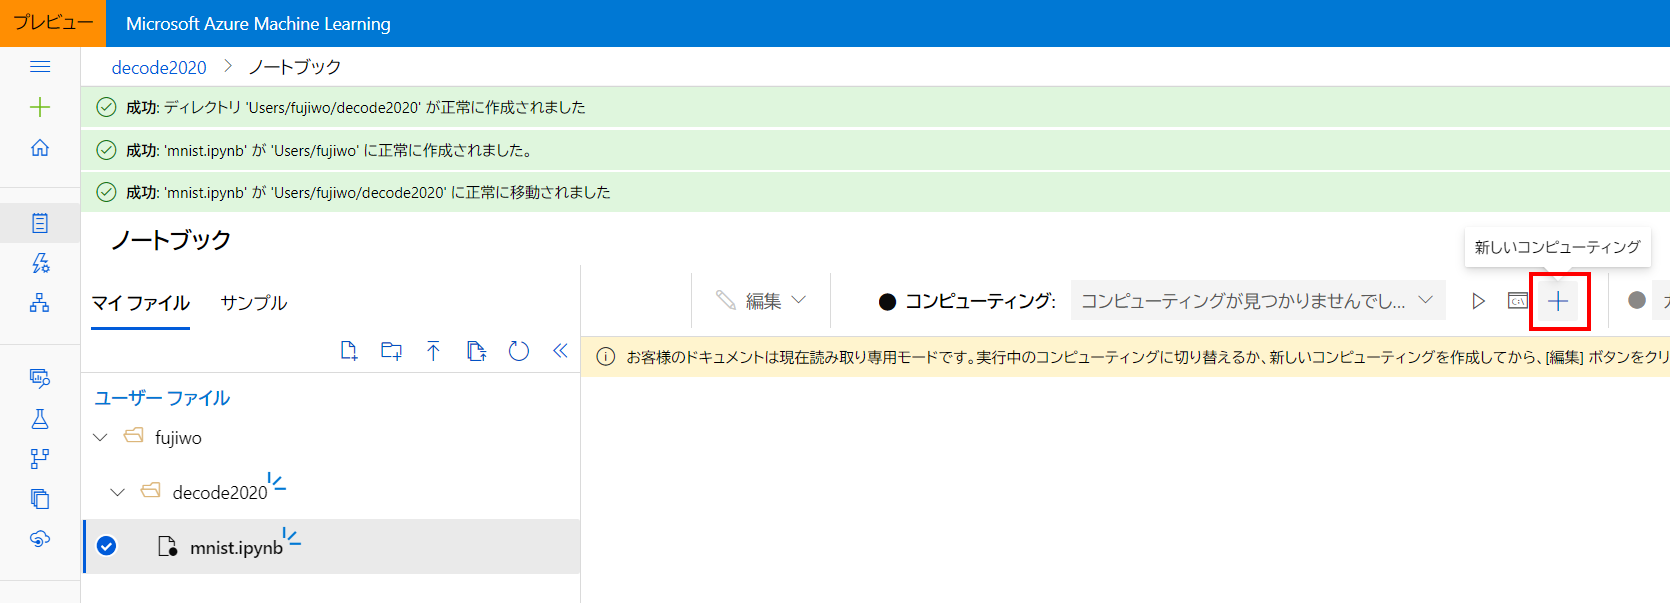 プレビュー
Microsoft Azure Machine Learning
decode2020 > ノートブック
成功: ディレクトリ 'Users/fujiwo/decode2020' が正常に作成されました
成功: 'mnist.ipynb' が 'Users/fujiwo' に正常に作成されました。
成功: 'mnist.ipynb' が 'Users/fujiwo/decode2020' に正常に移動されました
ノートブック
新しいコンピューティング
マイ ファイル サンプル
編集
コンピューティング: コンピューティングが見つかりませんでし...
お客様のドキュメントは現在読み取り専用モードです。実行中のコンピューティングに切り替えるか、新しいコンピューティングを作成してから、[編集] ボタンをクリ
ユーザー ファイル
fujiwo
decode2020
mnist.ipynb